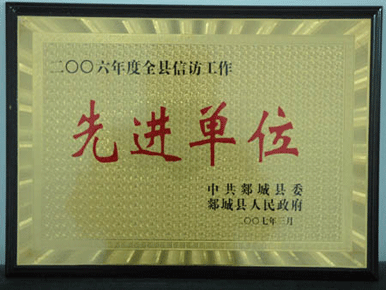 二〇〇六年度全县信访工作
先进单位
中共郯城县委
郯城县人民政府
二〇〇七年二月